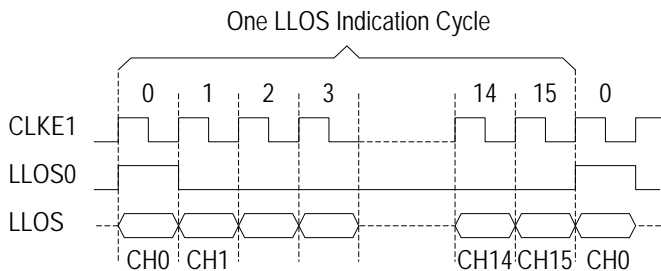 One LLOS Indication Cycle
0 1 2 3 14 15 0
CLKE1
LLOS0
LLOS
CH0 CH1 CH14 CH15 CH0